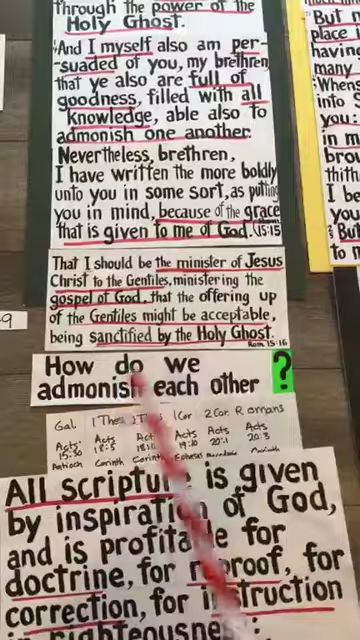 through the power of the
Holy Ghost.
And I myself also am per-
suaded of you, my brethren,
that ye also are full of
goodness, filled with all
knowledge, able also to
admonish one another.
Nevertheless, brethren,
I have written the more boldly
unto you in some sort, as putting
you in mind, because of the grace
that is given to me of God. 15:15
That I should be the minister of Jesus
Christ to the Gentiles, ministering the
gospel of God, that the offering up
of the Gentiles might be acceptable,
being sanctified by the Holy Ghost.
Rom. 15:16
-9
How do we
admonish each other ?
Gal. 1 Thes 2 1 Cor 2 Cor. Romans
Acts: Acts Acts Acts Acts
15:30 18:5 19:10 20:1 20:3
Antioch Corinth Corinth Ephesus
All scripture is given
by inspiration of God,
and is profitable for
doctrine, for reproof, for
correction, for instruction
in righteousness:
"But
place i
havin
many
"Whens
into S
you:
in m
bro
thith
I be
you
But
to